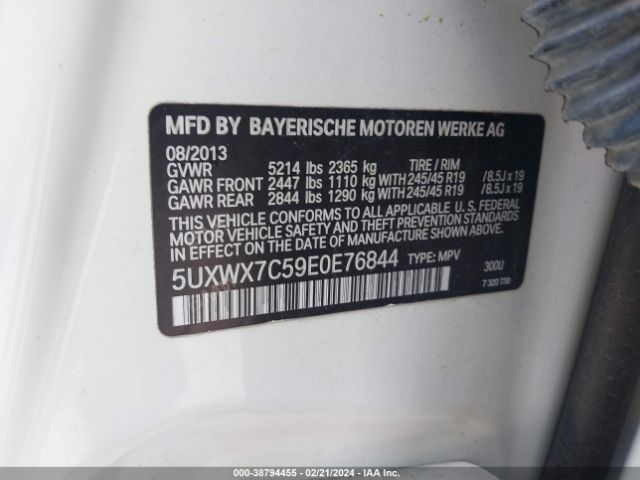 MFD BY BAYERISCHE MOTOREN WERKE AG
08/2013
GVWR 5214 lbs 2365 kg TIRE / RIM
GAWR FRONT 2447 lbs 1110 kg WITH 245/45 R19 /8.5J x 19
GAWR REAR 2844 lbs 1290 kg WITH 245/45 R19 /8.5J x 19
THIS VEHICLE CONFORMS TO ALL APPLICABLE U. S. FEDERAL
MOTOR VEHICLE SAFETY AND THEFT PREVENTION STANDARDS
IN EFFECT ON THE DATE OF MANUFACTURE SHOWN ABOVE.
5UXWX7C59E0E76844 TYPE: MPV 300U
7 320 730
000-38794455 - 02/21/2024 - IAA Inc.